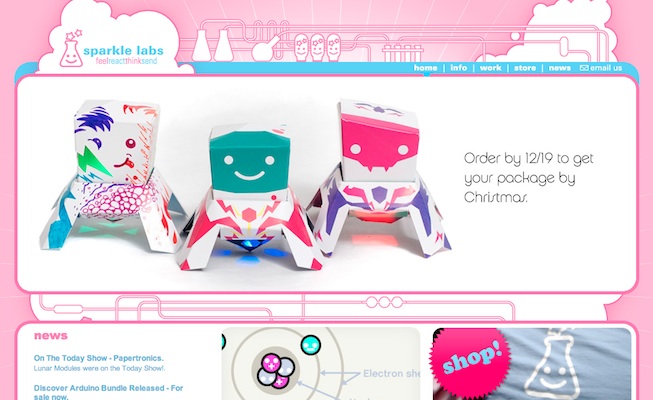 sparkle labs
feelreactthinksend
home | info | work | store | news email us
Order by 12/19 to get
your package by
Christmas.
news
On The Today Show - Papertronics.
Lunar Modules were on the Today Show!.
Discover Arduino Bundle Released - For
sale now.
Electron she
shop!